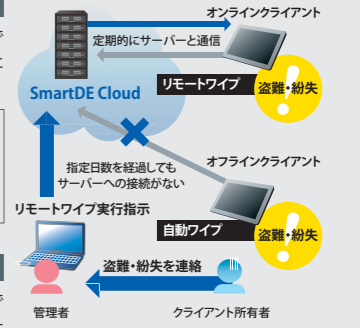 オンラインクライアント
定期的にサーバーと通信
リモートワイプ
盗難・紛失
SmartDE Cloud
指定日数を経過しても
サーバーへの接続がない
オフラインクライアント
リモートワイプ実行指示
自動ワイプ
盗難・紛失
盗難・紛失を連絡
管理者
クライアント所有者
で
に
で